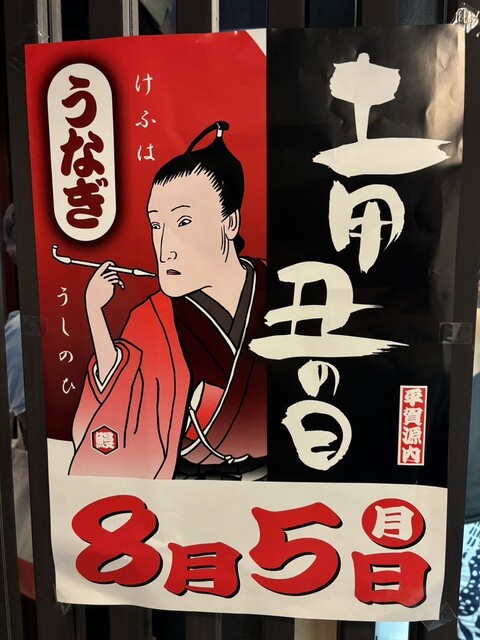 土用丑の日
平賀源内
けふは
うなぎ
うしのひ
鰻
8月5日
月